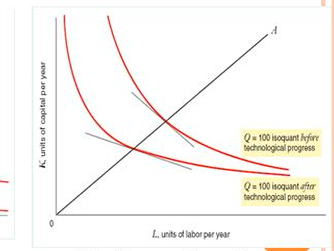 A
K, units of capital per year
Q = 100 isoquant before
technological progress
Q = 100 isoquant after
technological progress
0
L, units of labor per year